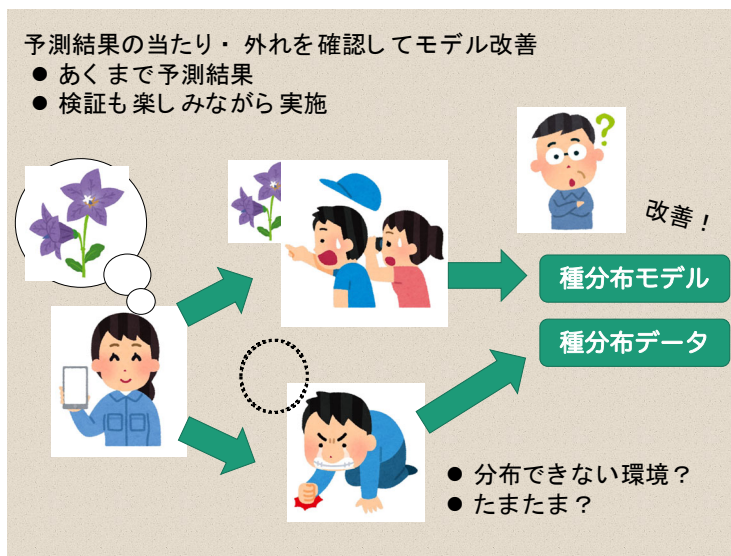 予測結果の当たり・外れを確認してモデル改善
● あくまで予測結果
● 検証も楽しみながら実施
?
改善！
種分布モデル
種分布データ
● 分布できない環境？
● たまたま？